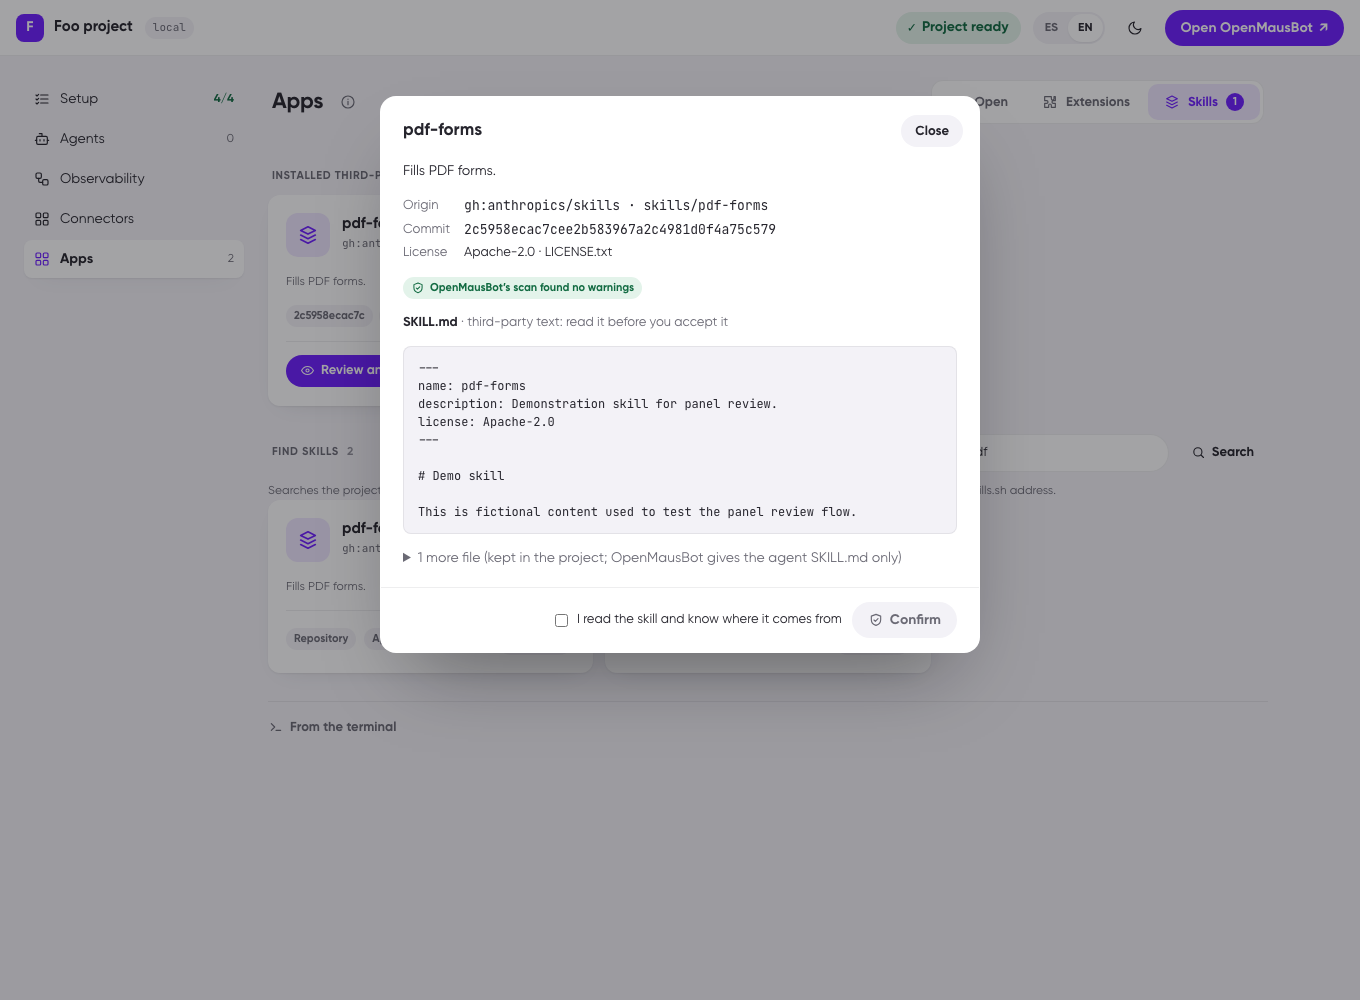 F Foo project local
✓ Project ready
ES EN
Open OpenMausBot ↗
Setup 4/4
Agents 0
Observability
Connectors
Apps 2
Apps
Open
Extensions
Skills 1
INSTALLED THIRD-P
gh:ant
Fills PDF forms.
2c5958ecac7c
Review an
pdf-forms
Close
Fills PDF forms.
Origin gh:anthropics/skills · skills/pdf-forms
Commit 2c5958ecac7cee2b583967a2c4981d0f4a75c579
License Apache-2.0 · LICENSE.txt
OpenMausBot's scan found no warnings
SKILL.md · third-party text: read it before you accept it
---
name: pdf-forms
description: Demonstration skill for panel review.
license: Apache-2.0
---
# Demo skill
This is fictional content used to test the panel review flow.
▶ 1 more file (kept in the project; OpenMausBot gives the agent SKILL.md only)
I read the skill and know where it comes from
Confirm
FIND SKILLS 2
df
Search
Searches the project
ills.sh address.
pdf-fo
gh:ant
Fills PDF forms.
Repository
A
>_ From the terminal